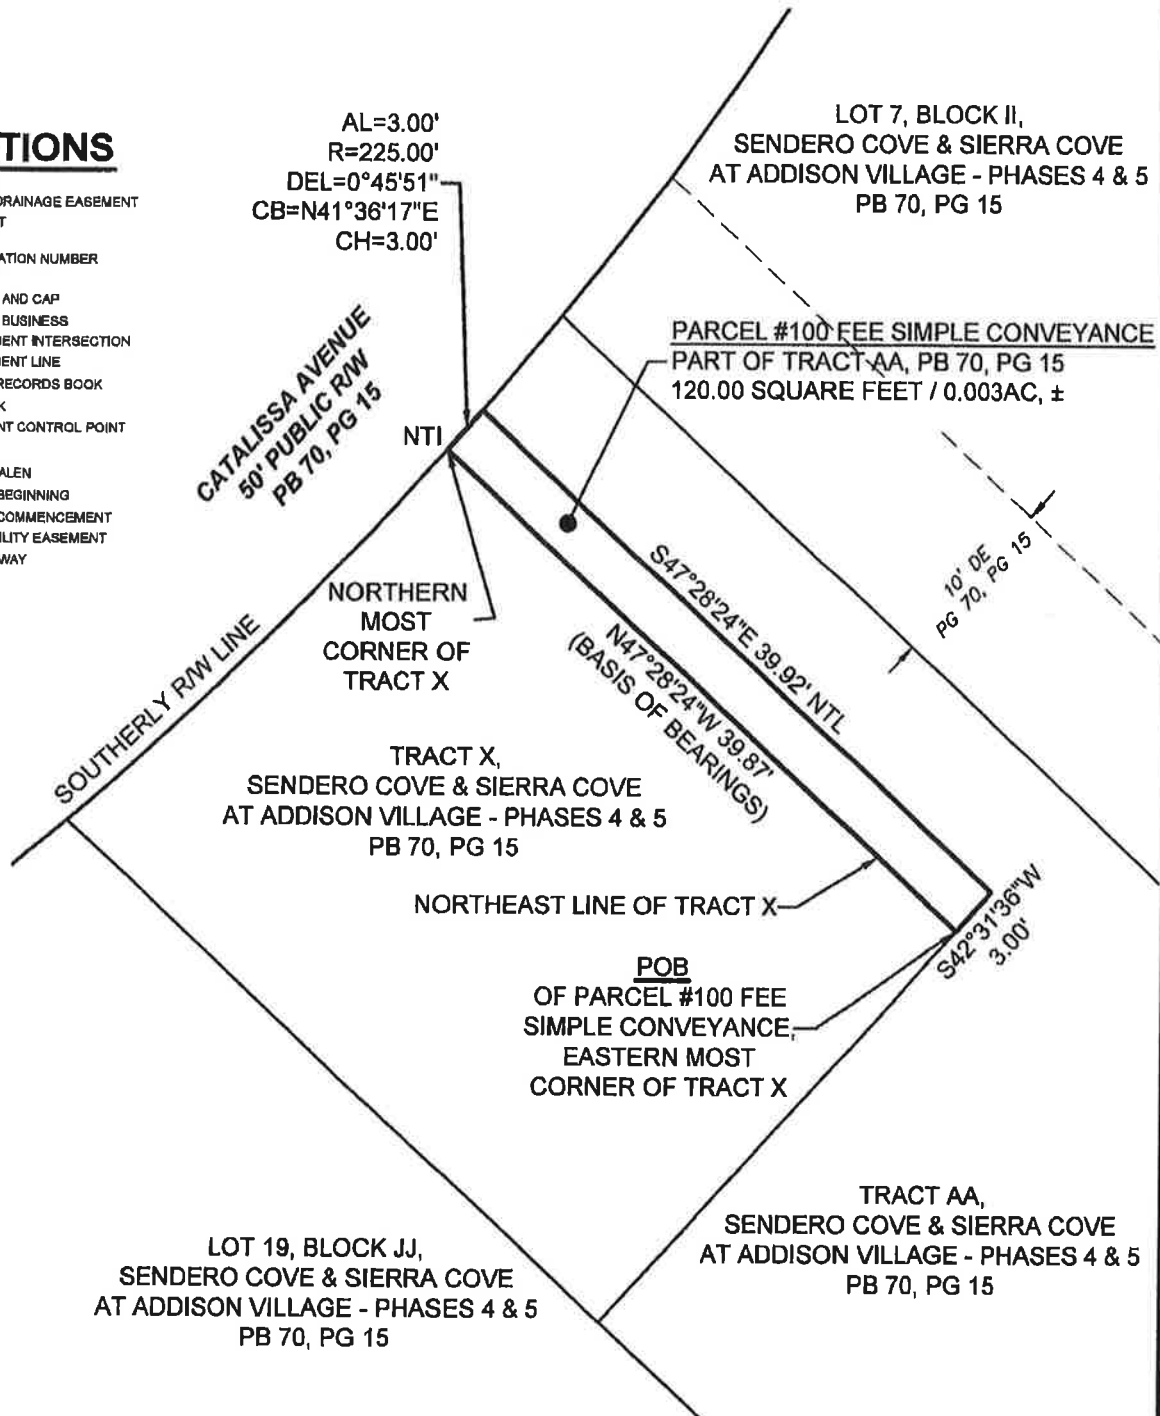 TIONS
DRAINAGE EASEMENT
T
ATION NUMBER
AND CAP
BUSINESS
ENT INTERSECTION
ENT LINE
RECORDS BOOK
K
NT CONTROL POINT
ALEN
BEGINNING
COMMENCEMENT
ILITY EASEMENT
WAY
AL=3.00'
R=225.00'
DEL=0°45'51"
CB=N41°36'17"E
CH=3.00'
LOT 7, BLOCK II,
SENDERO COVE & SIERRA COVE
AT ADDISON VILLAGE - PHASES 4 & 5
PB 70, PG 15
PARCEL #100 FEE SIMPLE CONVEYANCE
PART OF TRACT AA, PB 70, PG 15
120.00 SQUARE FEET / 0.003AC, ±
CATALISSA AVENUE
50' PUBLIC R/W
PB 70, PG 15
NTI
NORTHERN
MOST
CORNER OF
TRACT X
S47°28'24"E 39.92' NTL
N47°28'24"W 39.87'
(BASIS OF BEARINGS)
10' DE
PG 70, PG 15
SOUTHERLY R/W LINE
TRACT X,
SENDERO COVE & SIERRA COVE
AT ADDISON VILLAGE - PHASES 4 & 5
PB 70, PG 15
NORTHEAST LINE OF TRACT X
S42°31'36"W
3.00'
POB
OF PARCEL #100 FEE
SIMPLE CONVEYANCE,
EASTERN MOST
CORNER OF TRACT X
TRACT AA,
SENDERO COVE & SIERRA COVE
AT ADDISON VILLAGE - PHASES 4 & 5
PB 70, PG 15
LOT 19, BLOCK JJ,
SENDERO COVE & SIERRA COVE
AT ADDISON VILLAGE - PHASES 4 & 5
PB 70, PG 15